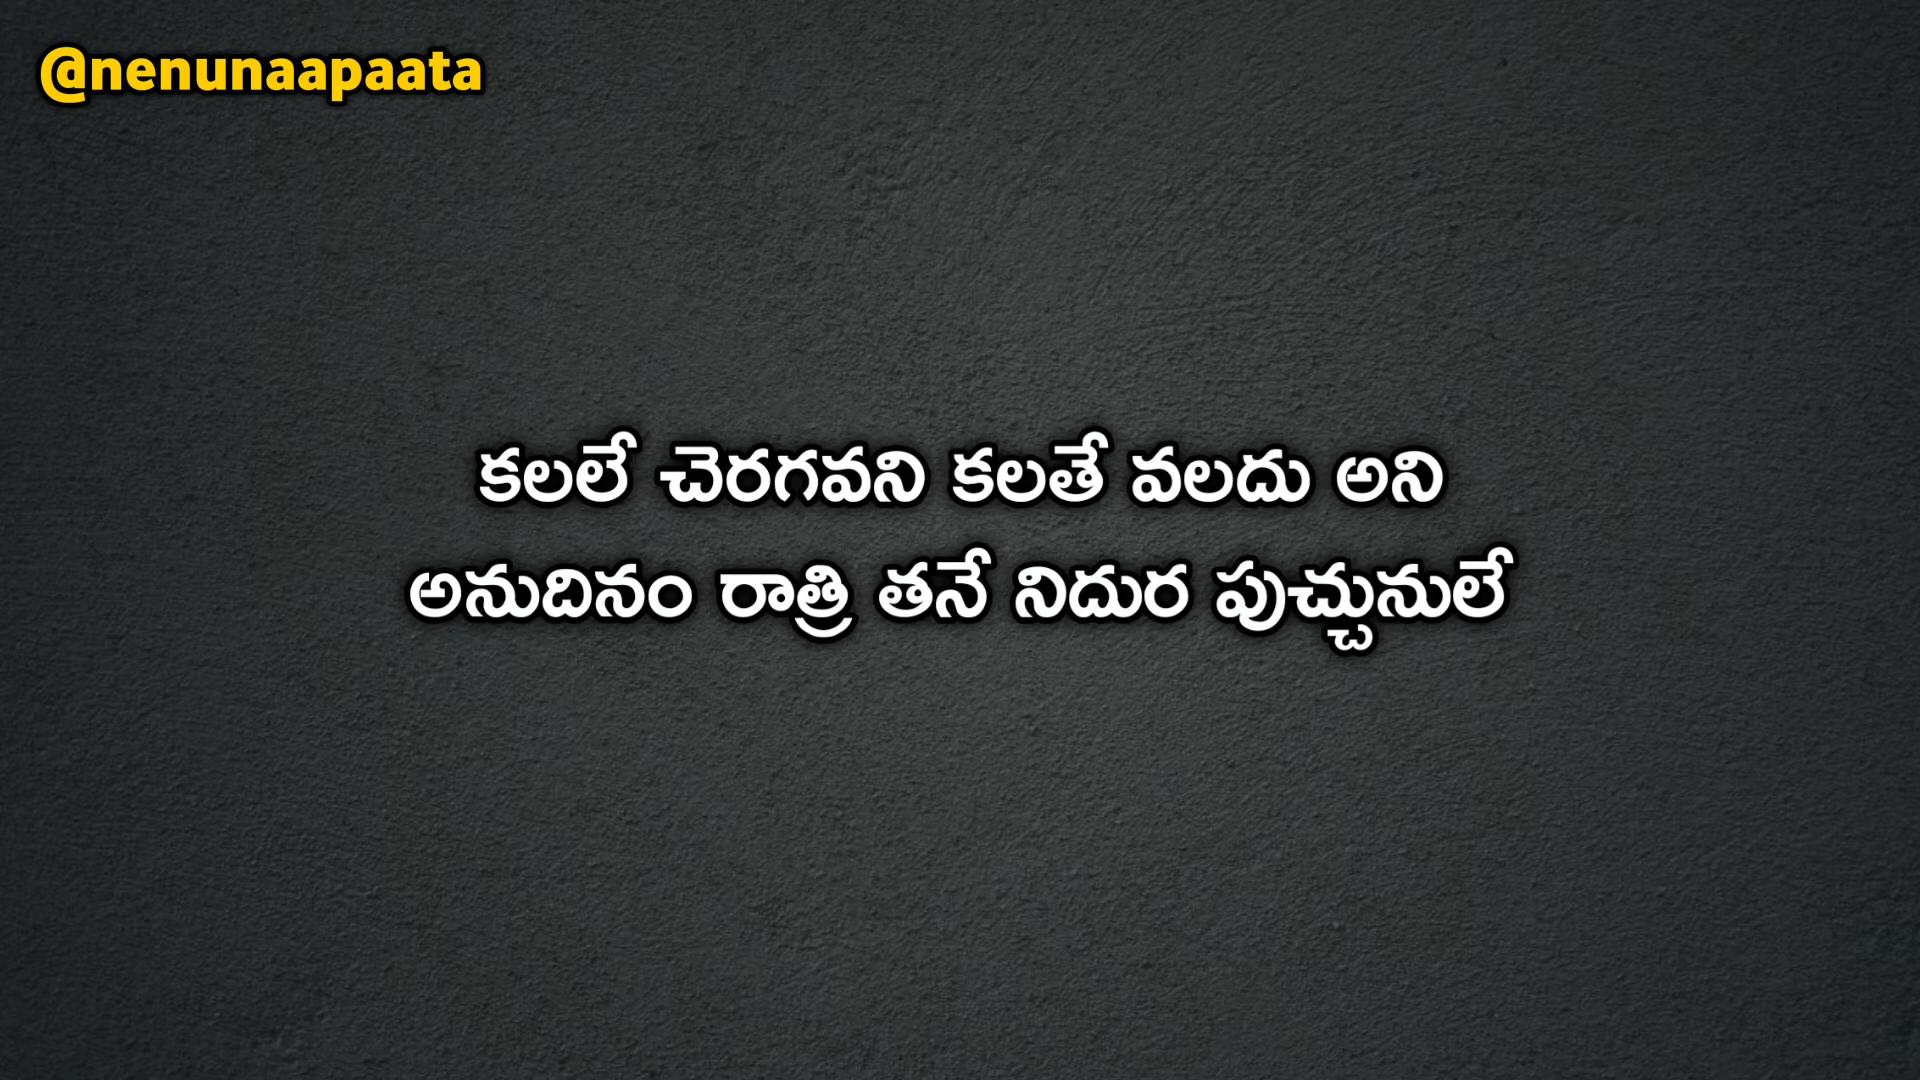 @nenunaapaata
కలలే చెరగవని కలతే వలదు అని
అనుదినం రాత్రి తనే నిదుర పుచ్చునులే